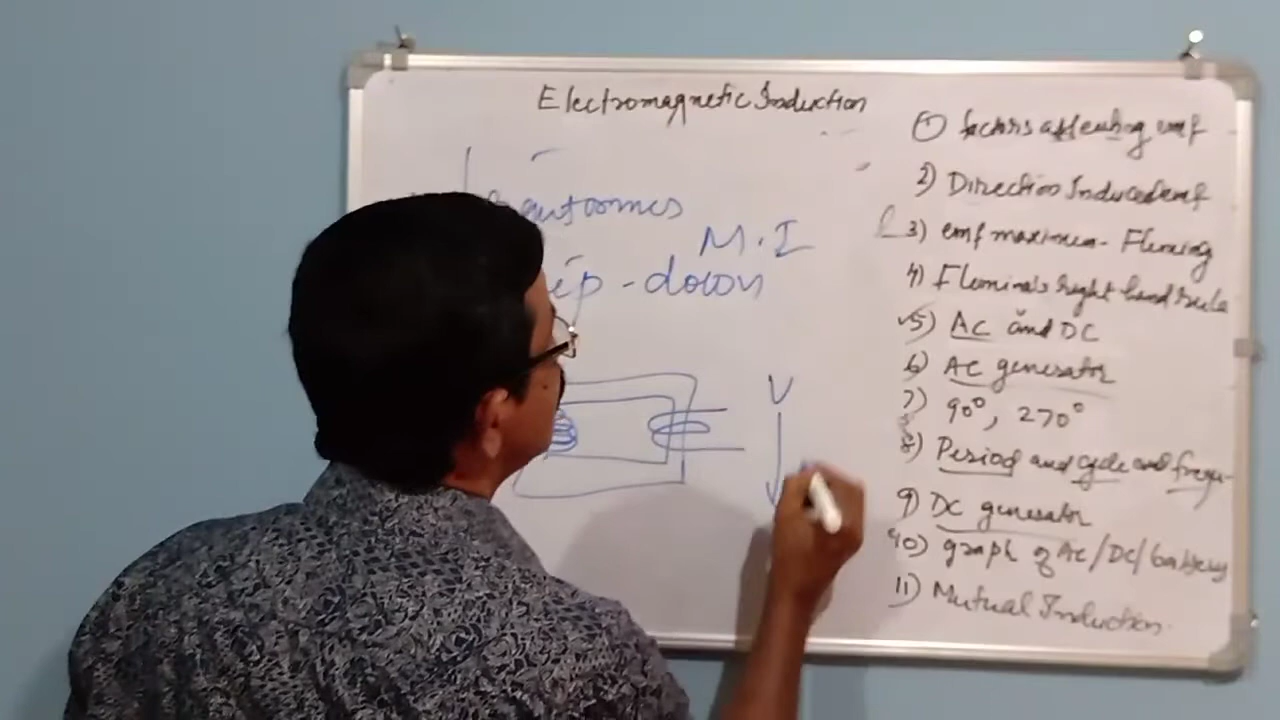 Electromagnetic Induction
M.I
- down
V
1) factors affecting emf
2) Direction Induced emf
3) emf maximum - Fleming
4) Fleming's right hand rule
5) AC and DC
6) AC generator
7) 90°, 270°
8) Period and cycle and frequ-
9) DC generator
10) graph of AC/DC/battery
11) Mutual Induction